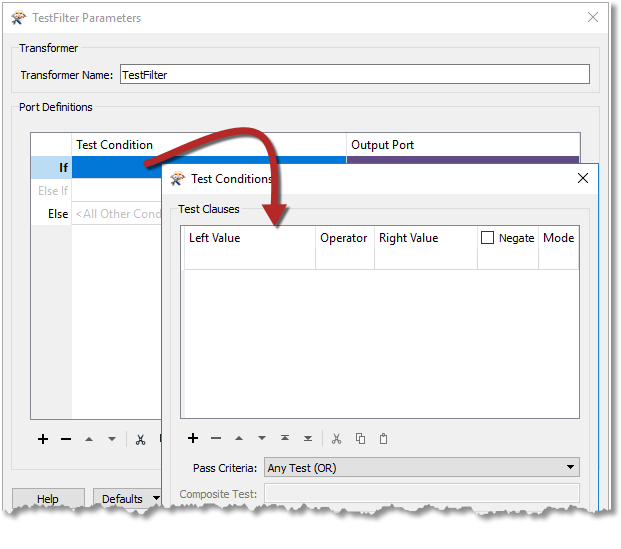 TestFilter Parameters
Transformer
Transformer Name: TestFilter
Port Definitions
Test Condition Output Port
If
Else If
Else <All Other Cond
Test Conditions
Test Clauses
Left Value Operator Right Value Negate Mode
Pass Criteria: Any Test (OR)
Composite Test:
Help Defaults